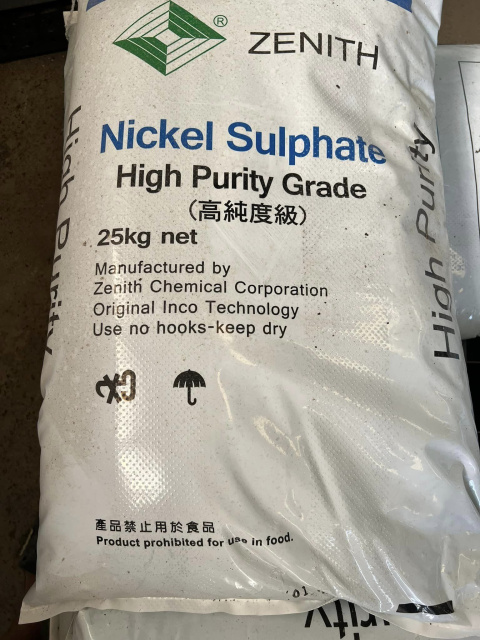 ® ZENITH
Nickel Sulphate
High Purity Grade
(高純度級)
25kg net
Manufactured by
Zenith Chemical Corporation
Original Inco Technology
Use no hooks-keep dry
產品禁止用於食品
Product prohibited for use in food.
High Purity
High Purity